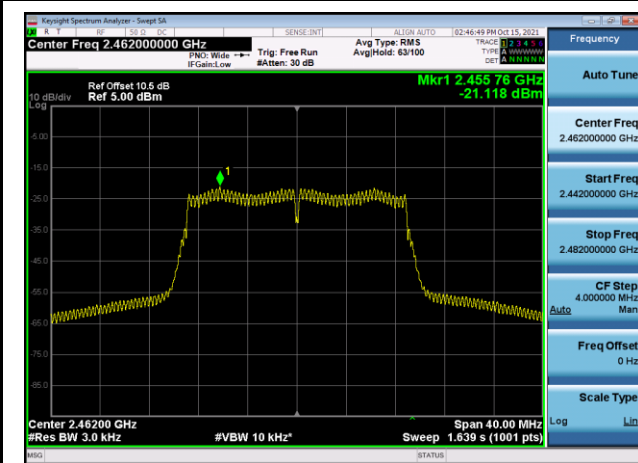 Keysight Spectrum Analyzer - Swept SA
R T RF 50 Ω DC SENSE:INT ALIGN AUTO 02:46:49 PM Oct 15, 2021
Center Freq 2.462000000 GHz
PNO: Wide
IFGain:Low
Trig: Free Run
#Atten: 30 dB
Avg Type: RMS
Avg|Hold: 63/100
TRACE 1 2 3 4 5 6
TYPE A WWWWW
DET A N N N N N
Ref Offset 10.5 dB
10 dB/div Ref 5.00 dBm
Log
Mkr1 2.455 76 GHz
-21.118 dBm
1
-5.00
-15.0
-25.0
-35.0
-45.0
-55.0
-65.0
-75.0
-85.0
Center 2.46200 GHz Span 40.00 MHz
#Res BW 3.0 kHz #VBW 10 kHz* Sweep 1.639 s (1001 pts)
MSG STATUS
Frequency
Auto Tune
Center Freq
2.462000000 GHz
Start Freq
2.442000000 GHz
Stop Freq
2.482000000 GHz
CF Step
4.000000 MHz
Auto Man
Freq Offset
0 Hz
Scale Type
Log Lin